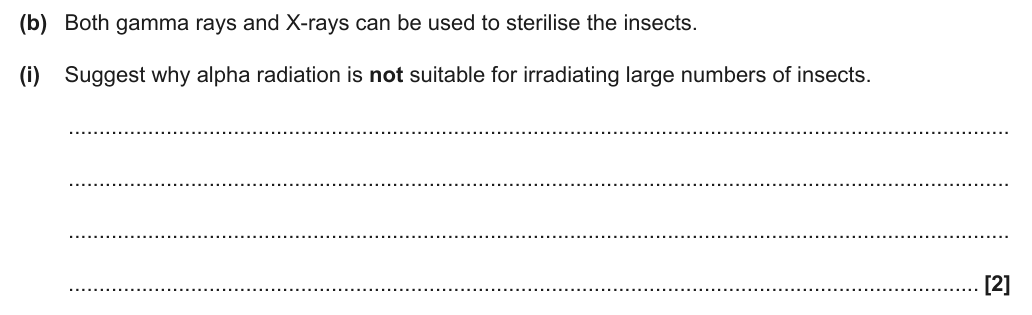 (b) Both gamma rays and X-rays can be used to sterilise the insects.
(i) Suggest why alpha radiation is not suitable for irradiating large numbers of insects.
[2]